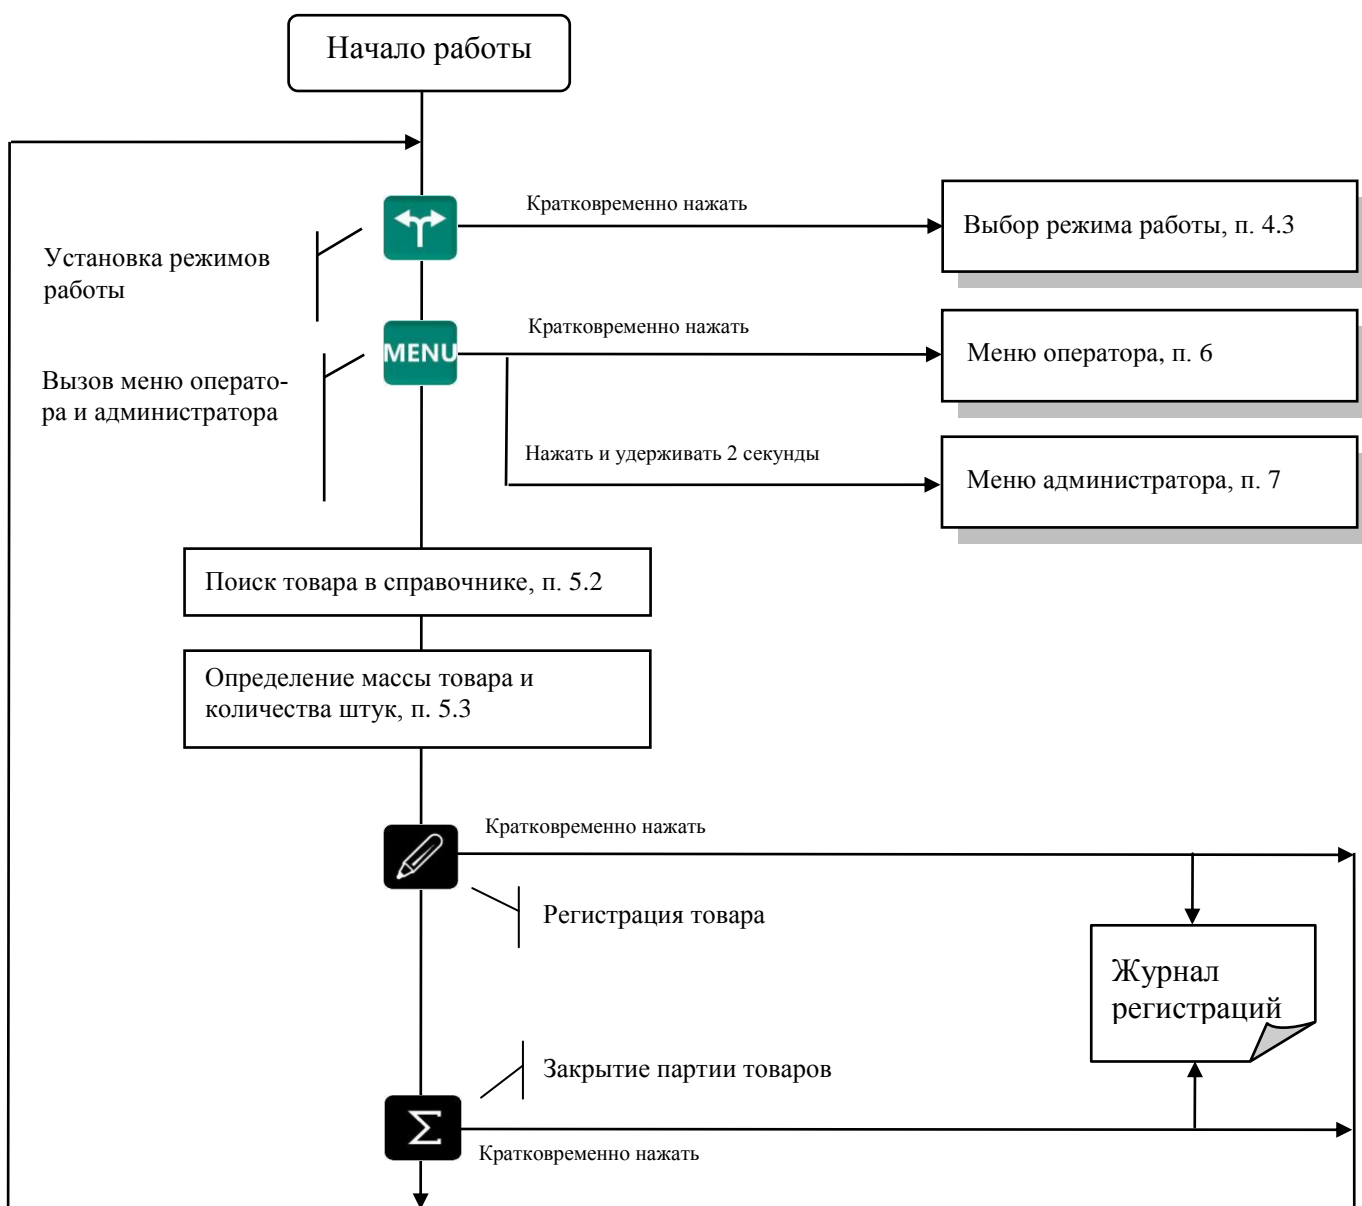 Начало работы
Кратковременно нажать
Выбор режима работы, п. 4.3
Установка режимов
работы
Кратковременно нажать
MENU
Меню оператора, п. 6
Вызов меню операто-
ра и администратора
Нажать и удерживать 2 секунды
Меню администратора, п. 7
Поиск товара в справочнике, п. 5.2
Определение массы товара и
количества штук, п. 5.3
Кратковременно нажать
Регистрация товара
Журнал
регистраций
Закрытие партии товаров
Σ
Кратковременно нажать